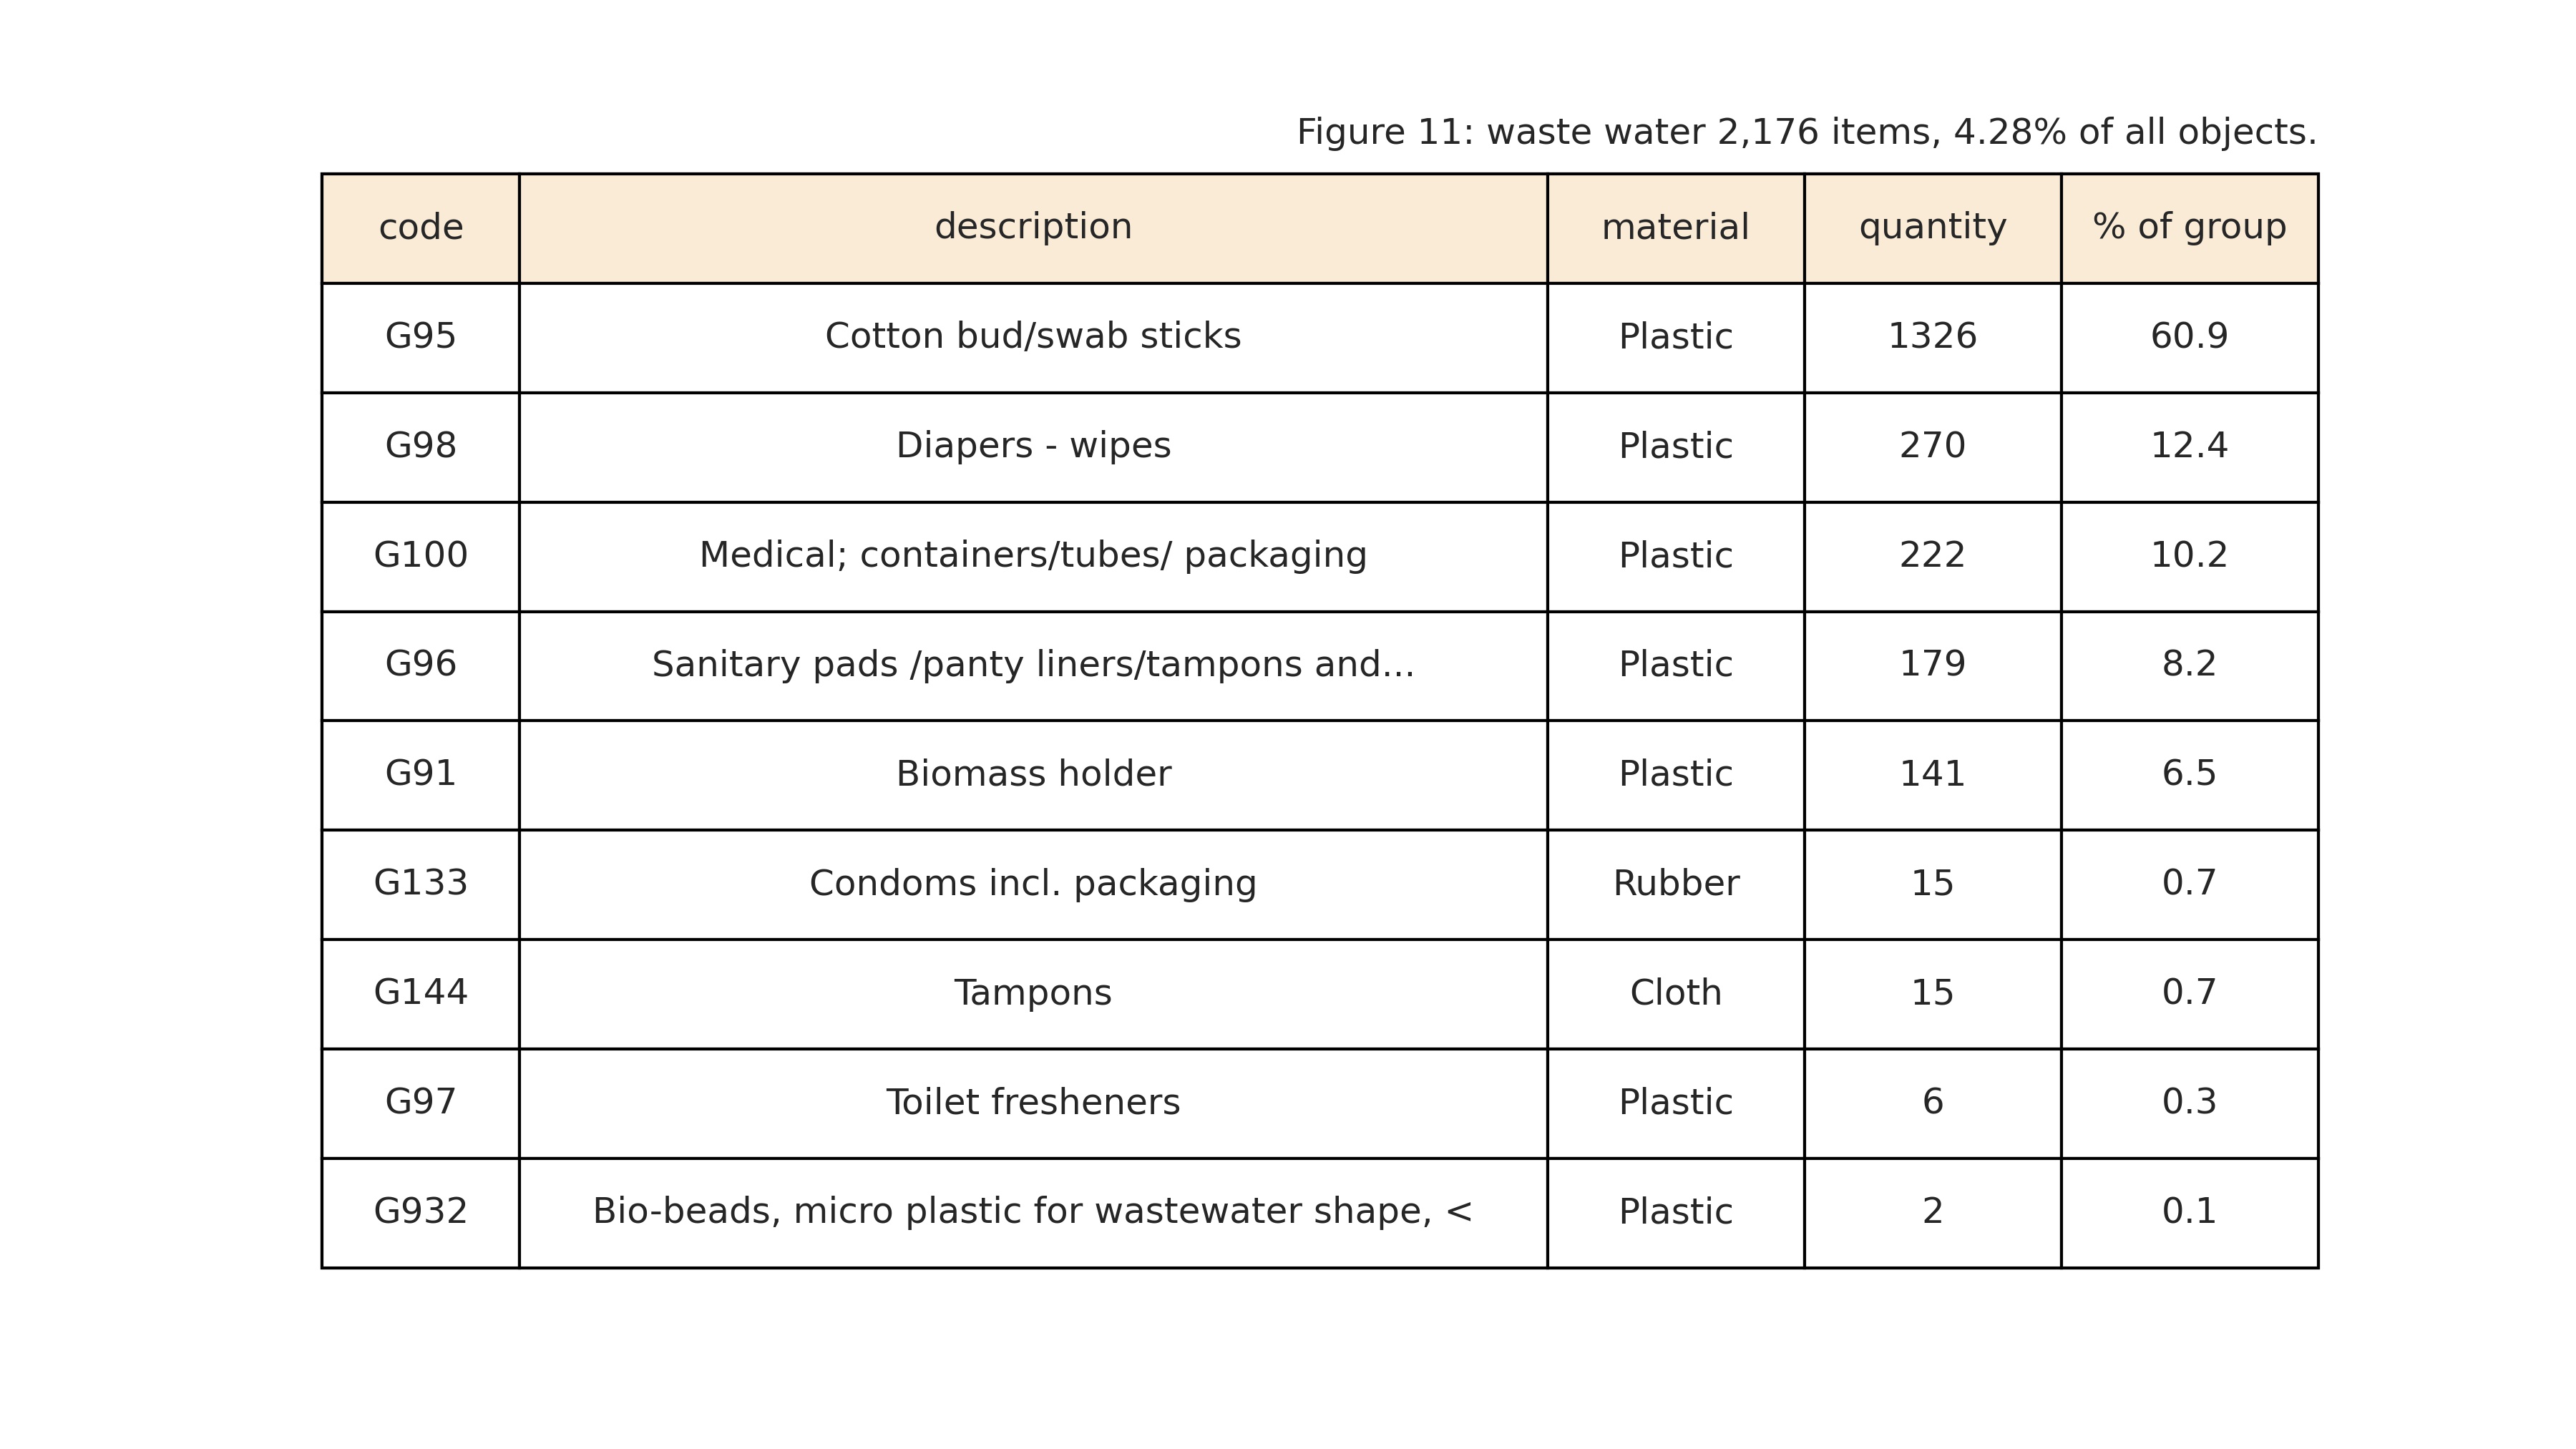 Figure 11: waste water 2,176 items, 4.28% of all objects.
code description material quantity % of group
G95 Cotton bud/swab sticks Plastic 1326 60.9
G98 Diapers - wipes Plastic 270 12.4
G100 Medical; containers/tubes/ packaging Plastic 222 10.2
G96 Sanitary pads /panty liners/tampons and... Plastic 179 8.2
G91 Biomass holder Plastic 141 6.5
G133 Condoms incl. packaging Rubber 15 0.7
G144 Tampons Cloth 15 0.7
G97 Toilet fresheners Plastic 6 0.3
G932 Bio-beads, micro plastic for wastewater shape, < Plastic 2 0.1